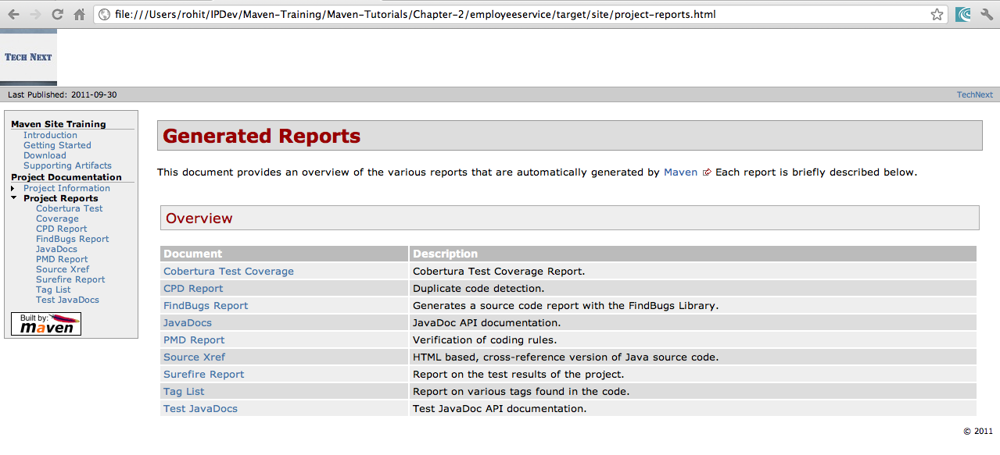 file:///Users/rohit/IPDev/Maven-Training/Maven-Tutorials/Chapter-2/employeeservice/target/site/project-reports.html
TECH NEXT
Last Published: 2011-09-30
TechNext
Maven Site Training
Introduction
Getting Started
Download
Supporting Artifacts
Project Documentation
Project Information
Project Reports
Cobertura Test
Coverage
CPD Report
FindBugs Report
JavaDocs
PMD Report
Source Xref
Surefire Report
Tag List
Test JavaDocs
Built by:
maven
Generated Reports
This document provides an overview of the various reports that are automatically generated by Maven Each report is briefly described below.
Overview
Document Description
Cobertura Test Coverage Cobertura Test Coverage Report.
CPD Report Duplicate code detection.
FindBugs Report Generates a source code report with the FindBugs Library.
JavaDocs JavaDoc API documentation.
PMD Report Verification of coding rules.
Source Xref HTML based, cross-reference version of Java source code.
Surefire Report Report on the test results of the project.
Tag List Report on various tags found in the code.
Test JavaDocs Test JavaDoc API documentation.
© 2011